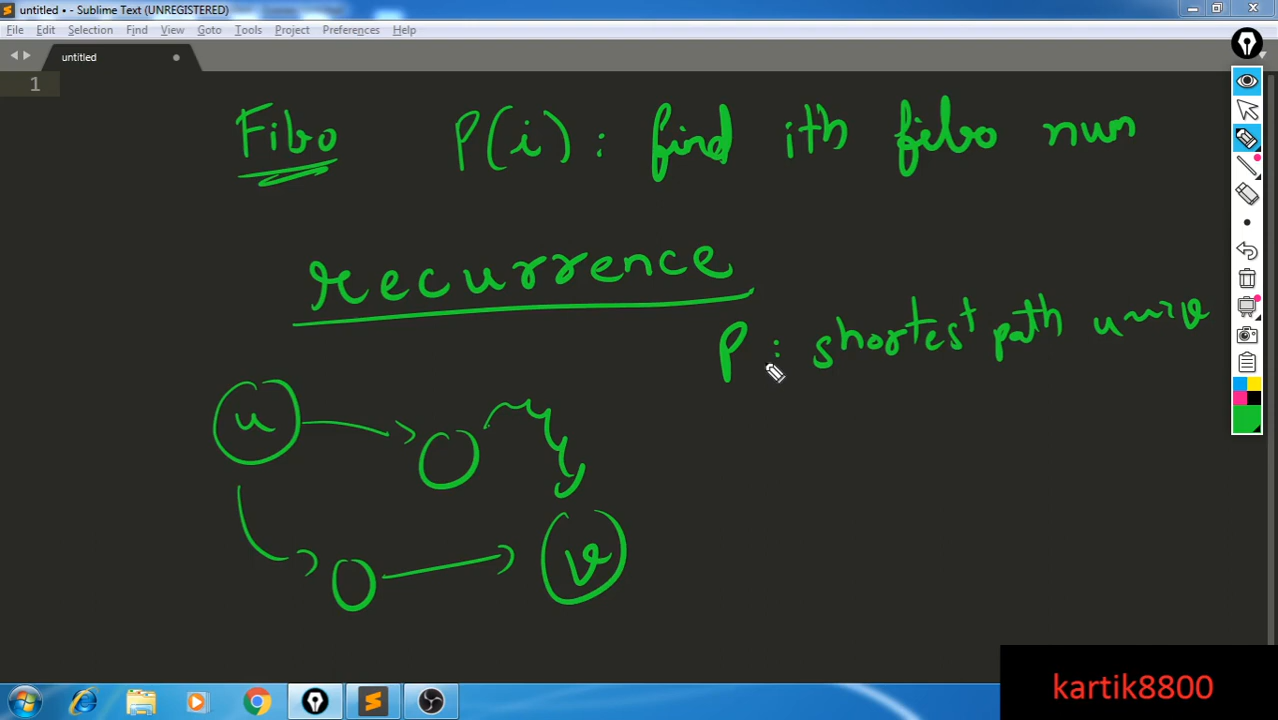 untitled • - Sublime Text (UNREGISTERED)
File Edit Selection Find View Goto Tools Project Preferences Help
untitled
1
Fibo P(i) : find ith fibo num
recurrence
P : shortest path u~>v
u
v
kartik8800